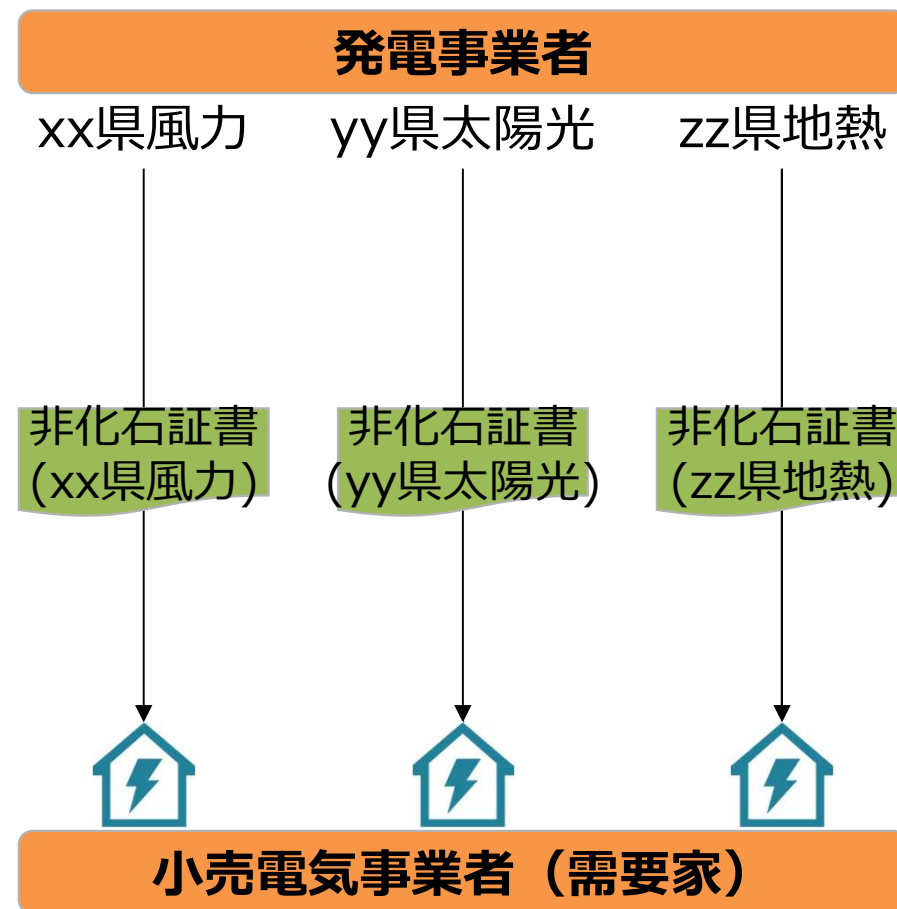 発電事業者
xx県風力
yy県太陽光
zz県地熱
非化石証書
(xx県風力)
非化石証書
(yy県太陽光)
非化石証書
(zz県地熱)
小売電気事業者（需要家）